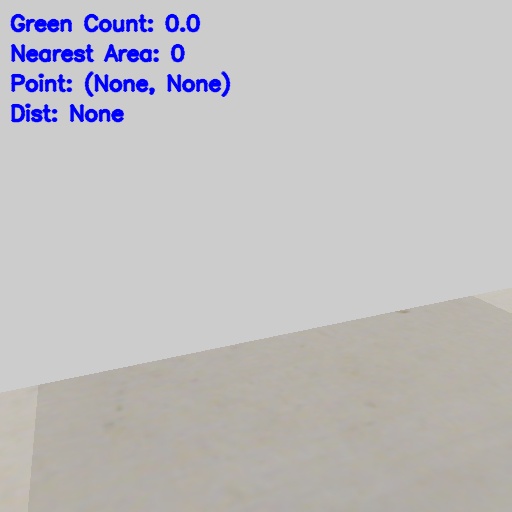 Green Count: 0.0
Nearest Area: 0
Point: (None, None)
Dist: None